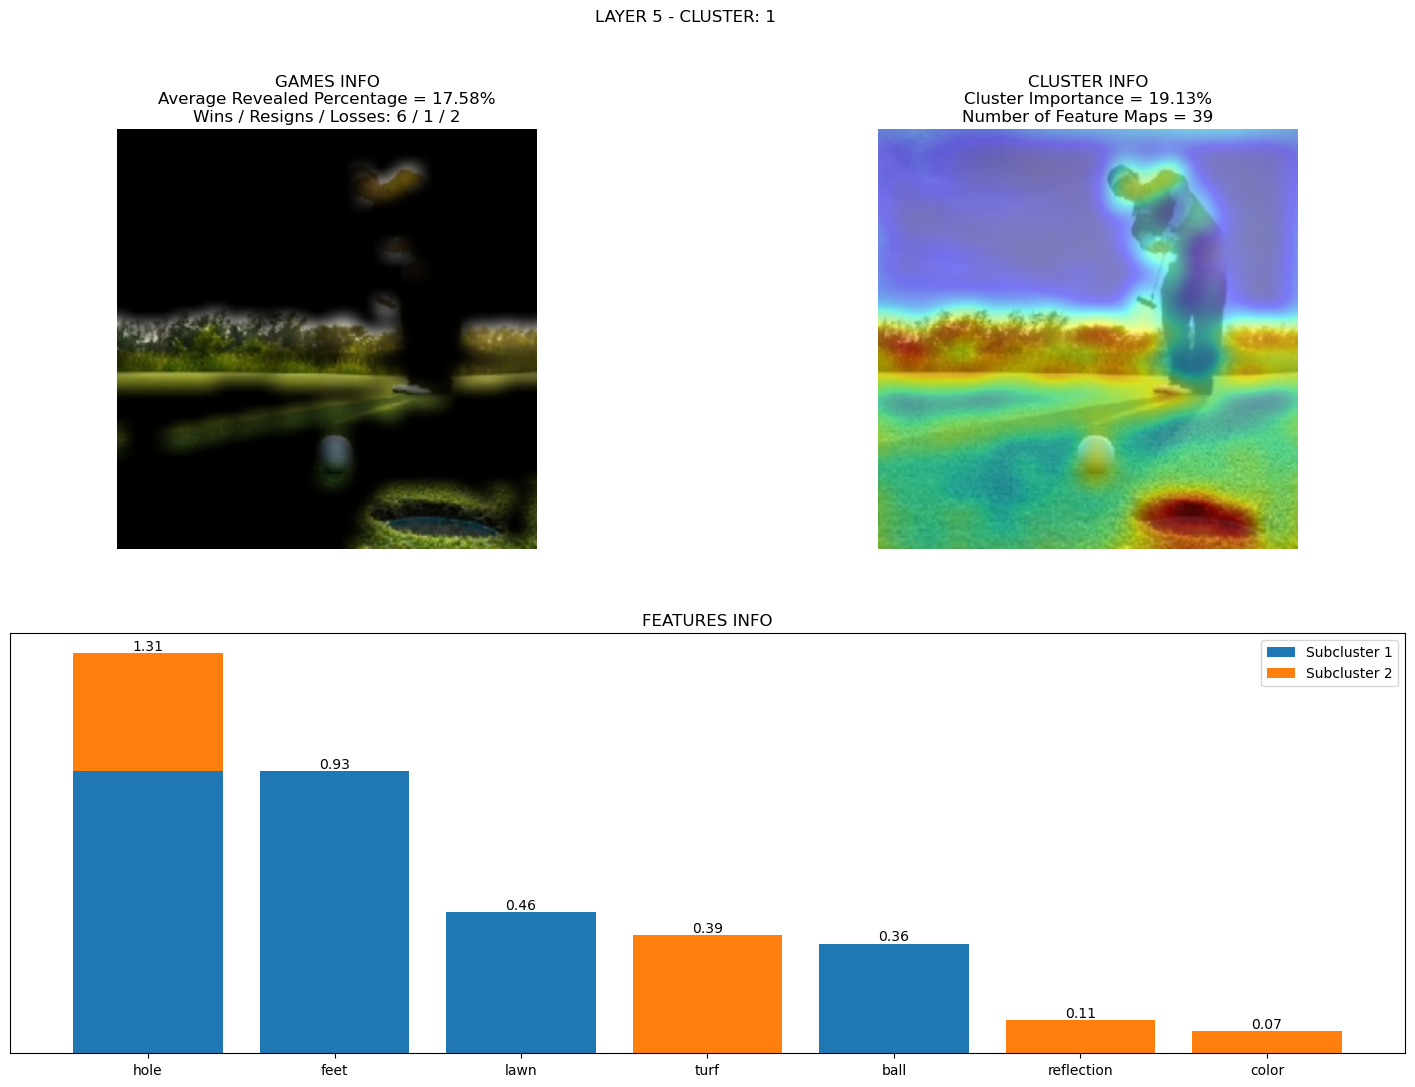 LAYER 5 - CLUSTER: 1
GAMES INFO
Average Revealed Percentage = 17.58%
Wins / Resigns / Losses: 6 / 1 / 2
CLUSTER INFO
Cluster Importance = 19.13%
Number of Feature Maps = 39
FEATURES INFO
Subcluster 1
Subcluster 2
1.31
0.93
0.46
0.39
0.36
0.11
0.07
hole
feet
lawn
turf
ball
reflection
color